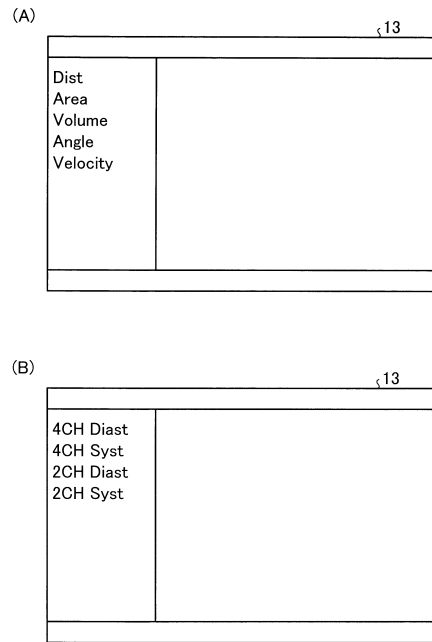 (A)
13
Dist
Area
Volume
Angle
Velocity
(B)
13
4CH Diast
4CH Syst
2CH Diast
2CH Syst